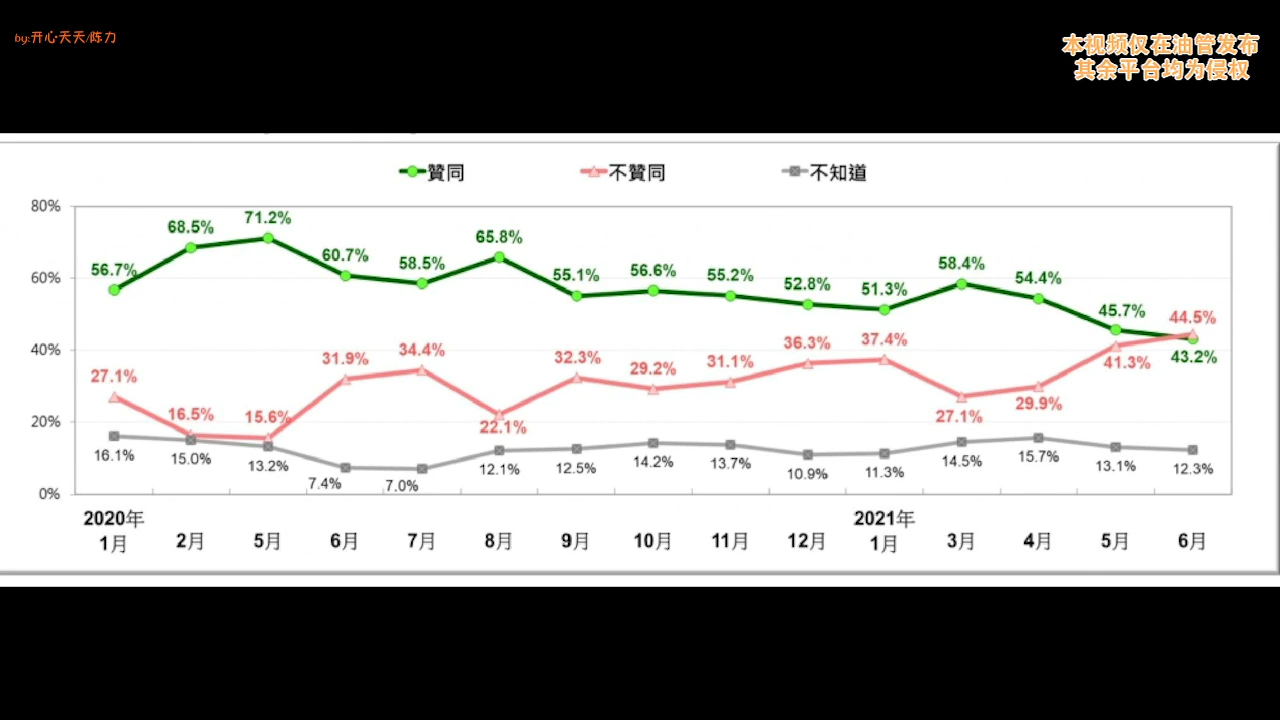 by:开心天天/陈力
本视频仅在油管发布
其余平台均为侵权
贊同 不贊同 不知道
80%
60%
40%
20%
0%
56.7% 68.5% 71.2% 60.7% 58.5% 65.8% 55.1% 56.6% 55.2% 52.8% 51.3% 58.4% 54.4% 45.7% 43.2%
27.1% 16.5% 15.6% 31.9% 34.4% 22.1% 32.3% 29.2% 31.1% 36.3% 37.4% 27.1% 29.9% 41.3% 44.5%
16.1% 15.0% 13.2% 7.4% 7.0% 12.1% 12.5% 14.2% 13.7% 10.9% 11.3% 14.5% 15.7% 13.1% 12.3%
2020年 2021年
1月 2月 5月 6月 7月 8月 9月 10月 11月 12月 1月 3月 4月 5月 6月